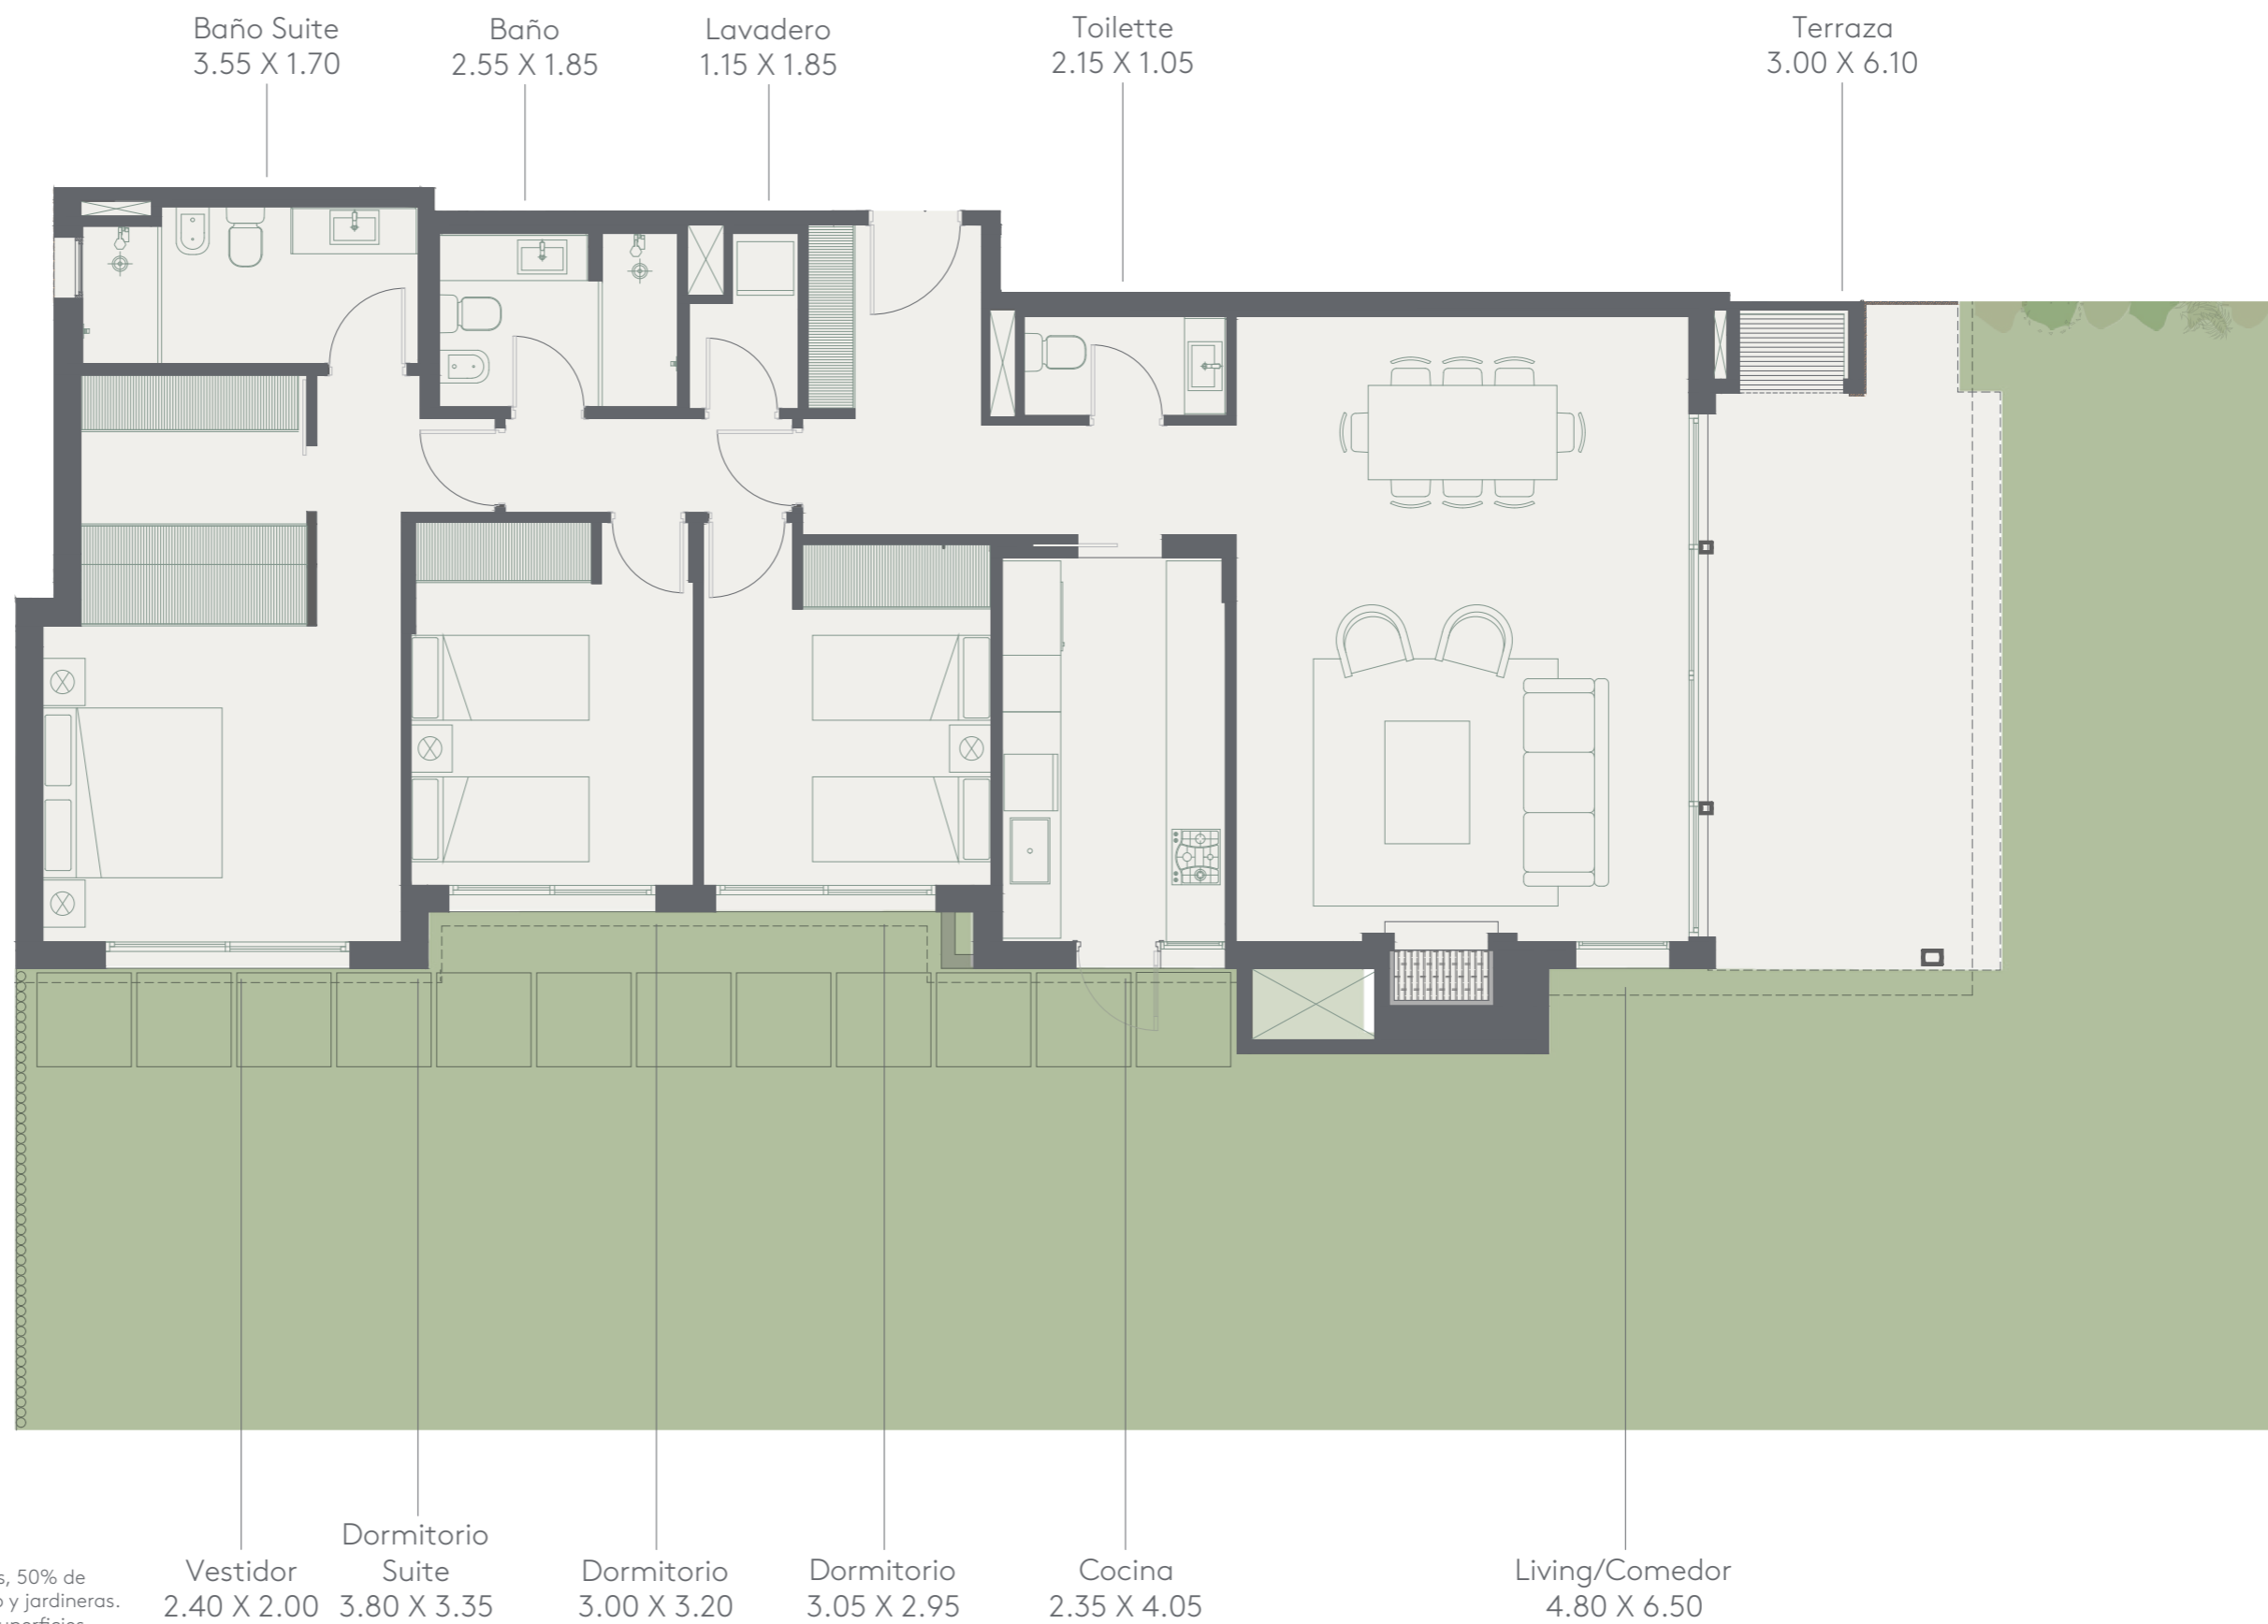 Baño Suite
3.55 X 1.70
Baño
2.55 X 1.85
Lavadero
1.15 X 1.85
Toilette
2.15 X 1.05
Terraza
3.00 X 6.10
s, 50% de
y jardineras.
Vestidor
2.40 X 2.00
Dormitorio
Suite
3.80 X 3.35
Dormitorio
3.00 X 3.20
Dormitorio
3.05 X 2.95
Cocina
2.35 X 4.05
Living/Comedor
4.80 X 6.50